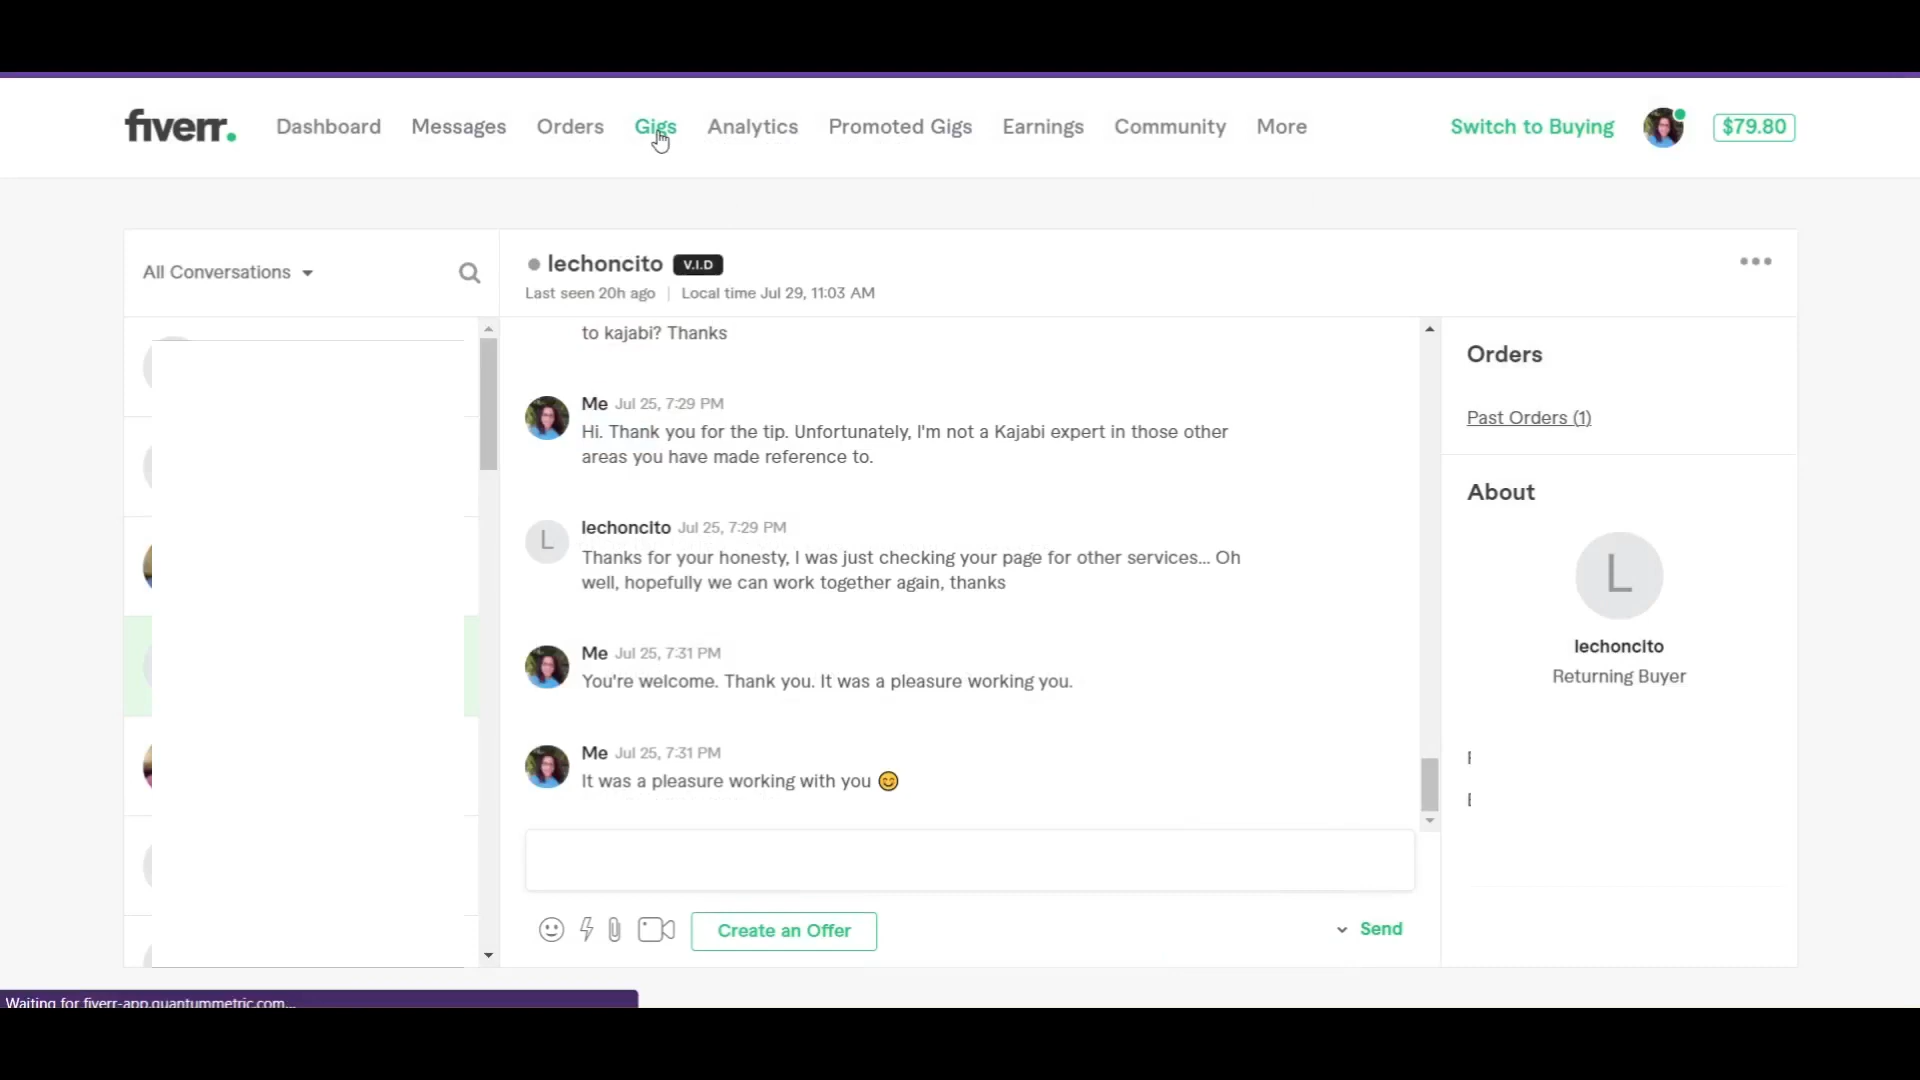 fiverr.
Dashboard
Messages
Orders
Gigs
Analytics
Promoted Gigs
Earnings
Community
More
Switch to Buying
$79.80
All Conversations
lechoncito V.I.D
Last seen 20h ago | Local time Jul 29, 11:03 AM
to kajabi? Thanks
Me Jul 25, 7:29 PM
Hi. Thank you for the tip. Unfortunately, I'm not a Kajabi expert in those other
areas you have made reference to.
L
lechoncito Jul 25, 7:29 PM
Thanks for your honesty, I was just checking your page for other services... Oh
well, hopefully we can work together again, thanks
Me Jul 25, 7:31 PM
You're welcome. Thank you. It was a pleasure working you.
Me Jul 25, 7:31 PM
It was a pleasure working with you 😊
Create an Offer
Send
Orders
Past Orders (1)
About
L
lechoncito
Returning Buyer
Waiting for fiverr-app.quantummetric.com...